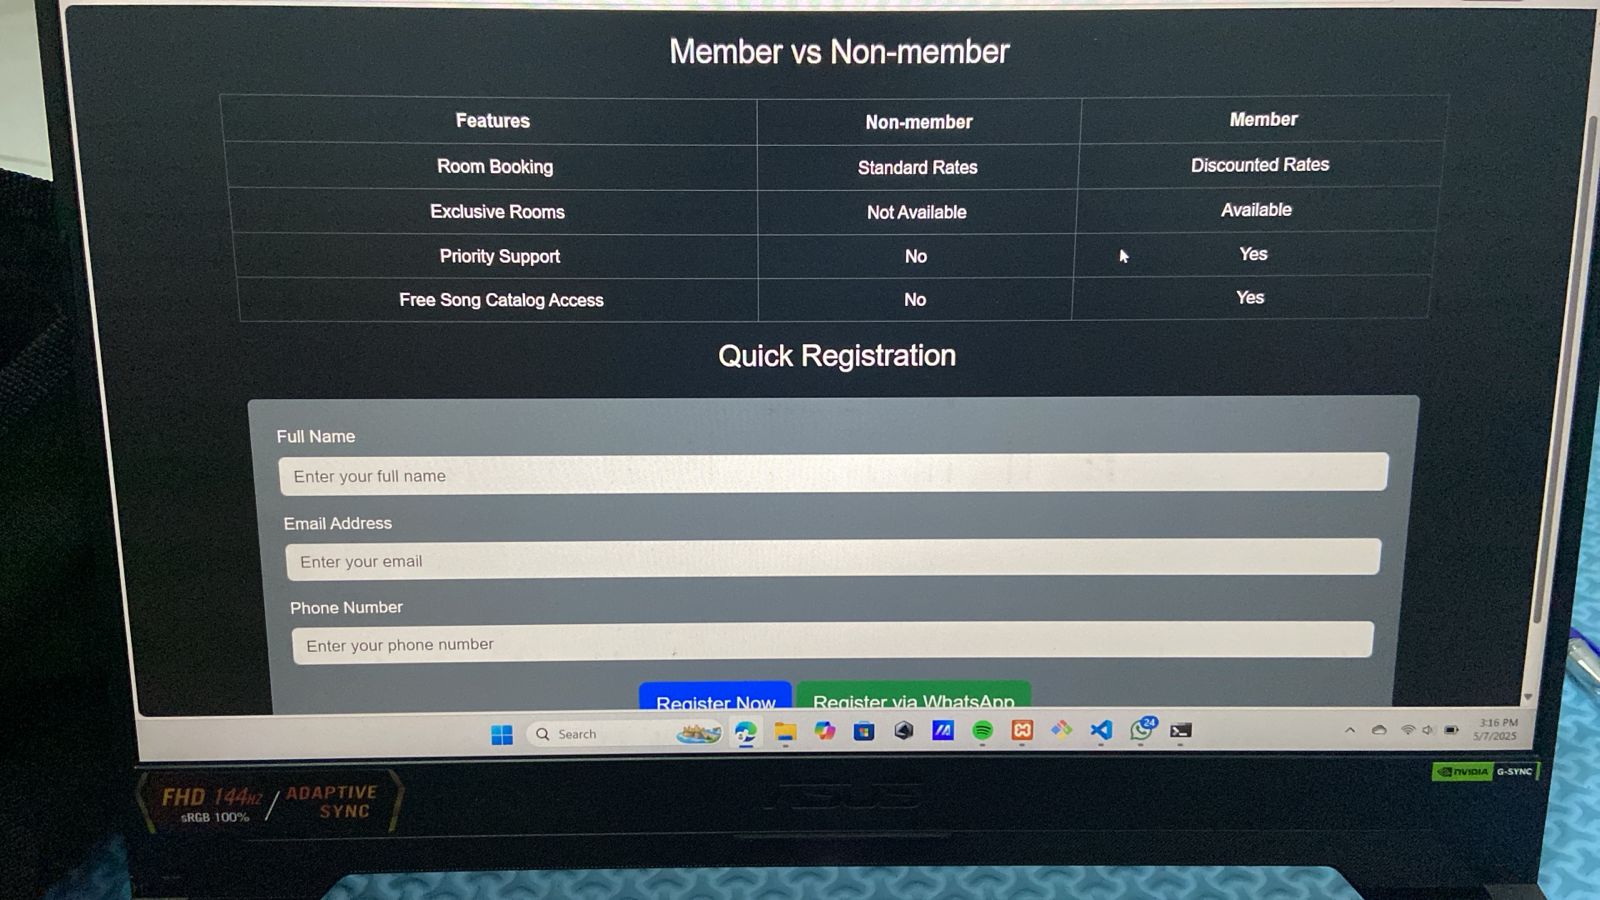 Member vs Non-member
Features Non-member Member
Room Booking Standard Rates Discounted Rates
Exclusive Rooms Not Available Available
Priority Support No Yes
Free Song Catalog Access No Yes
Quick Registration
Full Name
Enter your full name
Email Address
Enter your email
Phone Number
Enter your phone number
Register Now Register via WhatsApp
Search 24 3:16 PM
5/7/2025
NVIDIA G-SYNC
FHD 144HZ / ADAPTIVE SYNC
sRGB 100%
ASUS